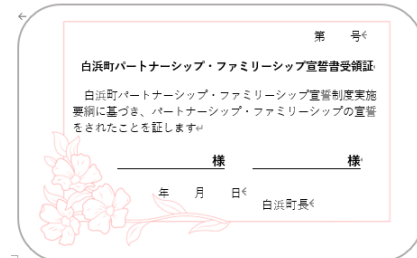 第　　号
白浜町パートナーシップ・ファミリーシップ宣誓書受領証
白浜町パートナーシップ・ファミリーシップ宣誓制度実施
要綱に基づき、パートナーシップ・ファミリーシップの宣誓
をされたことを証します
様　　様
年　　月　　日
白浜町長